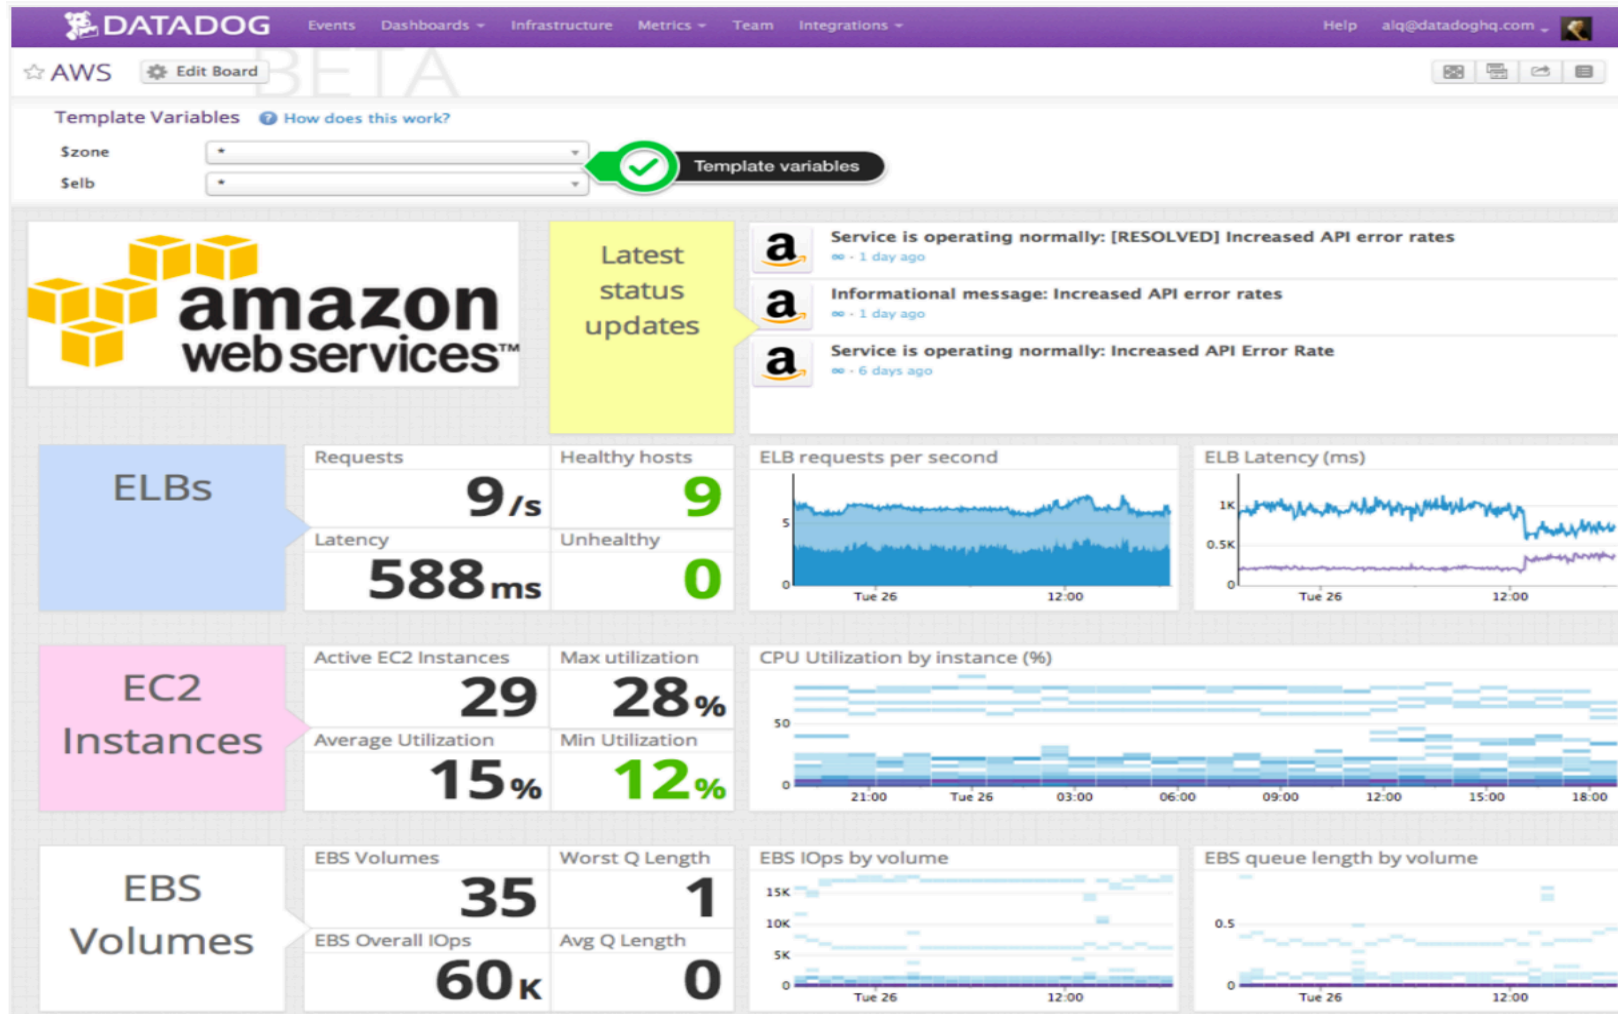 DATADOG Events Dashboards Infrastructure Metrics Team Integrations Help alq@datadoghq.com
AWS Edit Board BETA
Template Variables How does this work?
$zone *
Template variables
$elb *
amazon
webservices™
Latest
status
updates
Service is operating normally: [RESOLVED] Increased API error rates
∞ - 1 day ago
Informational message: Increased API error rates
∞ - 1 day ago
Service is operating normally: Increased API Error Rate
∞ - 6 days ago
ELBs
Requests
9/s
Healthy hosts
9
Latency
588ms
Unhealthy
0
ELB requests per second
5
0
Tue 26 12:00
ELB Latency (ms)
1K
0.5K
0
Tue 26 12:00
EC2
Instances
Active EC2 Instances
29
Max utilization
28%
Average Utilization
15%
Min Utilization
12%
CPU Utilization by instance (%)
50
0
21:00 Tue 26 03:00 06:00 09:00 12:00 15:00 18:00
EBS
Volumes
EBS Volumes
35
Worst Q Length
1
EBS Overall IOps
60K
Avg Q Length
0
EBS IOps by volume
15K
10K
5K
0
Tue 26 12:00
EBS queue length by volume
0.5
0
Tue 26 12:00